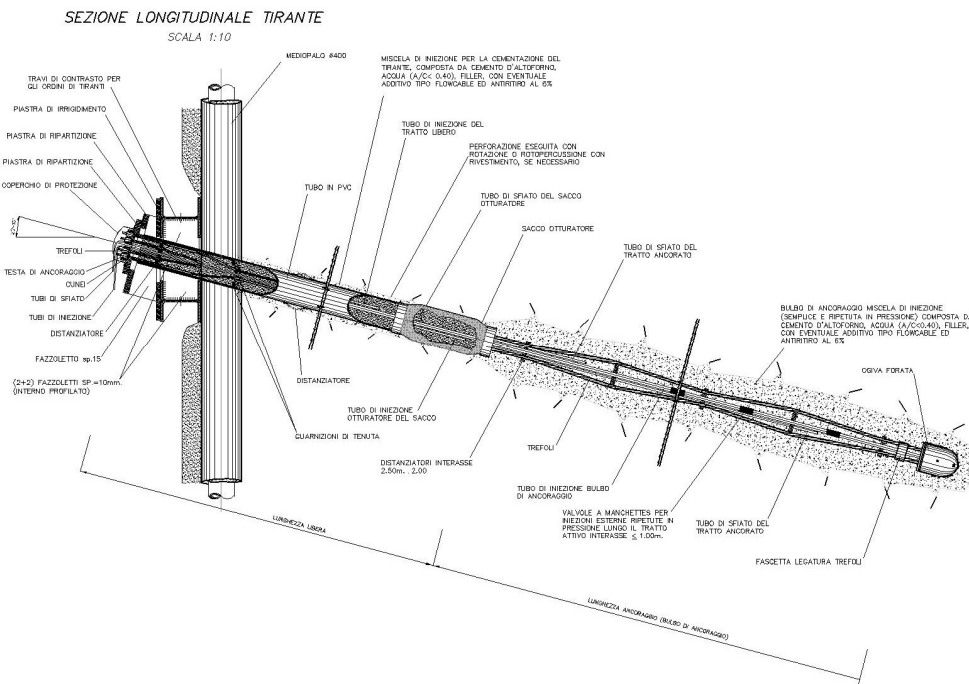 SEZIONE LONGITUDINALE TIRANTE
SCALA 1:10
MEDIOPALO ø400
MISCELA DI INIEZIONE PER LA CEMENTAZIONE DEL
TIRANTE, COMPOSTA DA CEMENTO D'ALTOFORNO,
ACQUA (A/C< 0.40), FILLER, CON EVENTUALE
ADDITIVO TIPO FLOWCABLE ED ANTIRITIRO AL 6%
TRAVI DI CONTRASTO PER
GLI ORDINI DI TIRANTI
PIASTRA DI IRRIGIDIMENTO
PIASTRA DI RIPARTIZIONE
PIASTRA DI RIPARTIZIONE
COPERCHIO DI PROTEZIONE
TUBO DI INIEZIONE DEL
TRATTO LIBERO
PERFORAZIONE ESEGUITA CON
ROTAZIONE O ROTOPERCUSSIONE CON
RIVESTIMENTO, SE NECESSARIO
TUBO IN PVC
TUBO DI SFIATO DEL SACCO
OTTURATORE
SACCO OTTURATORE
TUBO DI SFIATO DEL
TRATTO ANCORATO
TREFOLI
TESTA DI ANCORAGGIO
CUNEI
TUBI DI SFIATO
TUBI DI INIEZIONE
DISTANZIATORE
FAZZOLETTO sp.15
(2+2) FAZZOLETTI SP.=10mm.
(INTERNO PROFILATO)
BULBO DI ANCORAGGIO MISCELA DI INIEZIONE
(SEMPLICE E RIPETUTA IN PRESSIONE) COMPOSTA DA
CEMENTO D'ALTOFORNO, ACQUA (A/C<0.40), FILLER,
CON EVENTUALE ADDITIVO TIPO FLOWCABLE ED
ANTIRITIRO AL 6%
OGIVA FORATA
DISTANZIATORE
TUBO DI INIEZIONE
OTTURATORE DEL SACCO
GUARNIZIONI DI TENUTA
TREFOLI
DISTANZIATORI INTERASSE
2.50m. . 2.00
TUBO DI INIEZIONE BULBO
DI ANCORAGGIO
VALVOLE A MANCHETTES PER
INIEZIONI ESTERNE RIPETUTE IN
PRESSIONE LUNGO IL TRATTO
ATTIVO INTERASSE ≤ 1.00m.
TUBO DI SFIATO DEL
TRATTO ANCORATO
FASCETTA LEGATURA TREFOLI
LUNGHEZZA LIBERA
LUNGHEZZA ANCORAGGIO (BULBO DI ANCORAGGIO)